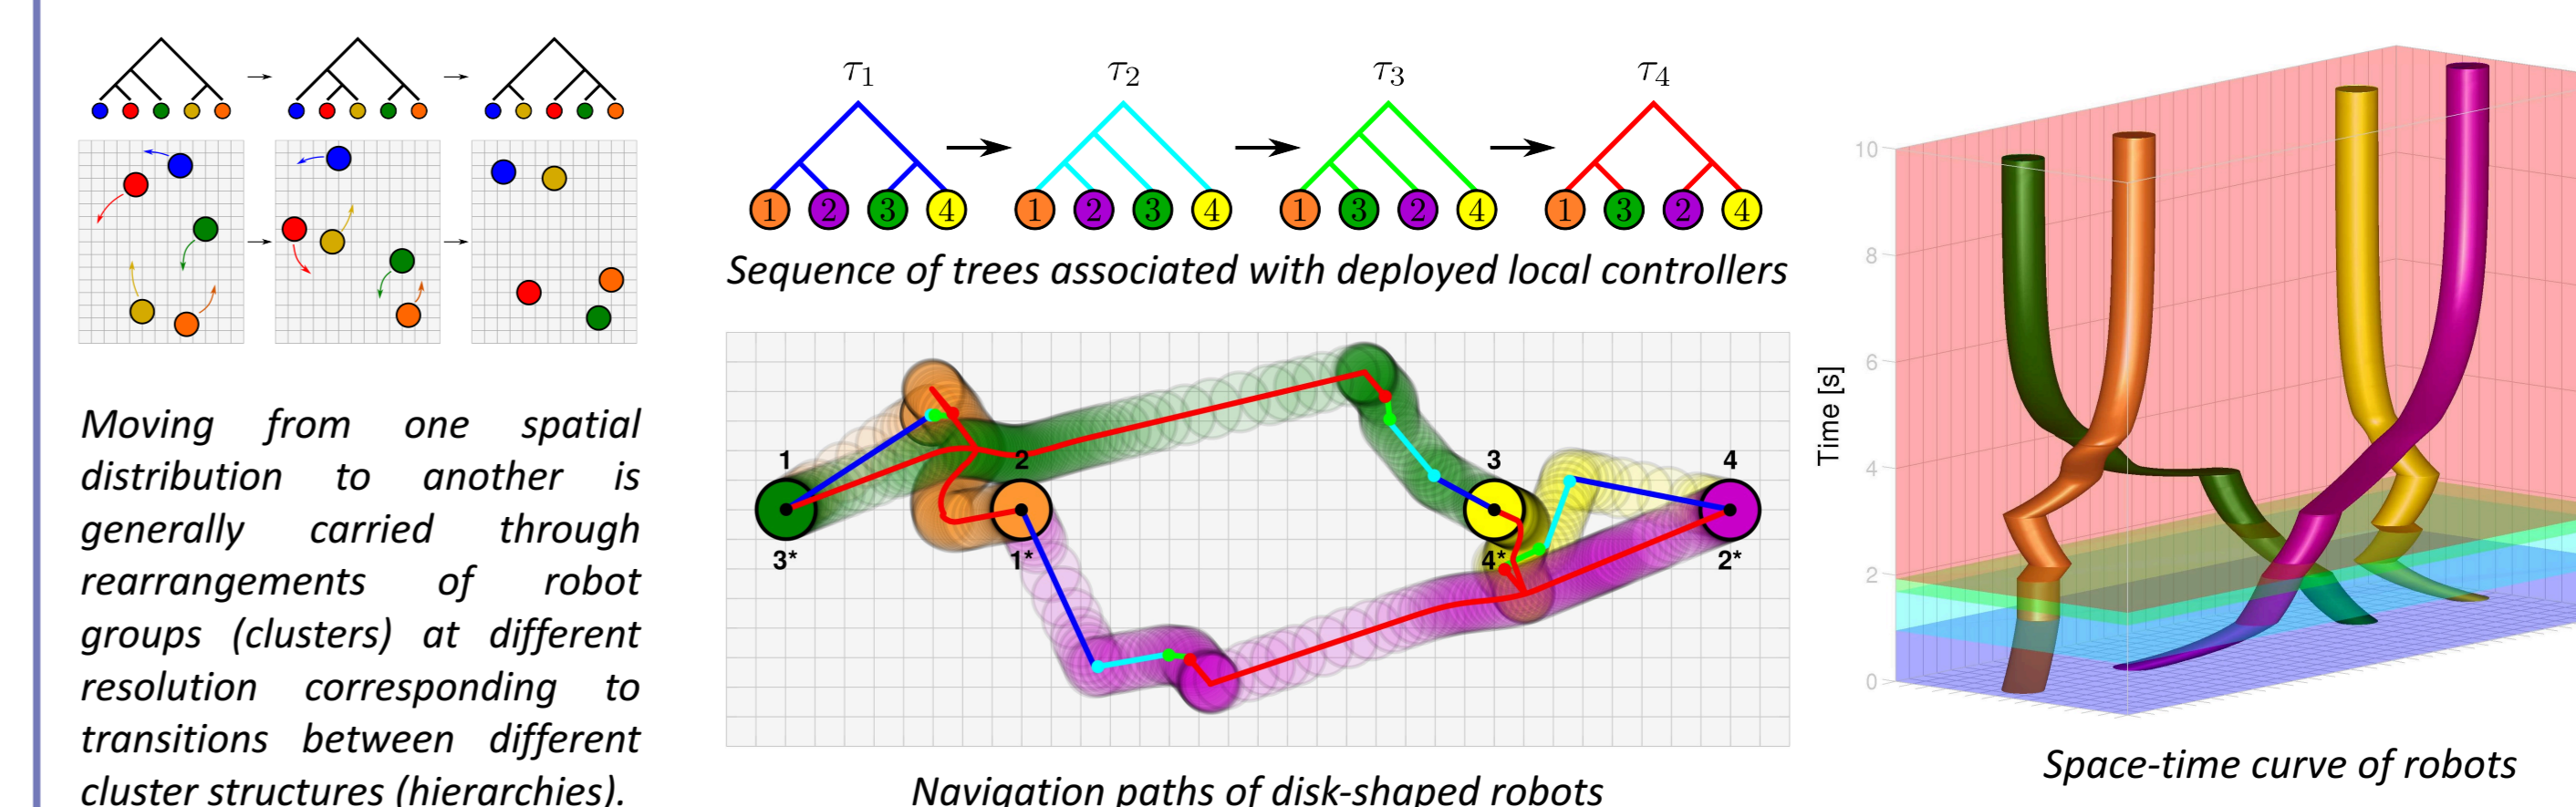 τ1 τ2 τ3 τ4
1 2 3 4 1 2 3 4 1 3 2 4 1 3 2 4
Sequence of trees associated with deployed local controllers
Moving from one spatial
distribution to another is
generally carried through
rearrangements of robot
groups (clusters) at different
resolution corresponding to
transitions between different
cluster structures (hierarchies).
1 2 3 4
3* 1* 4* 2*
Navigation paths of disk-shaped robots
Time [s]
10
8
6
4
2
0
Space-time curve of robots